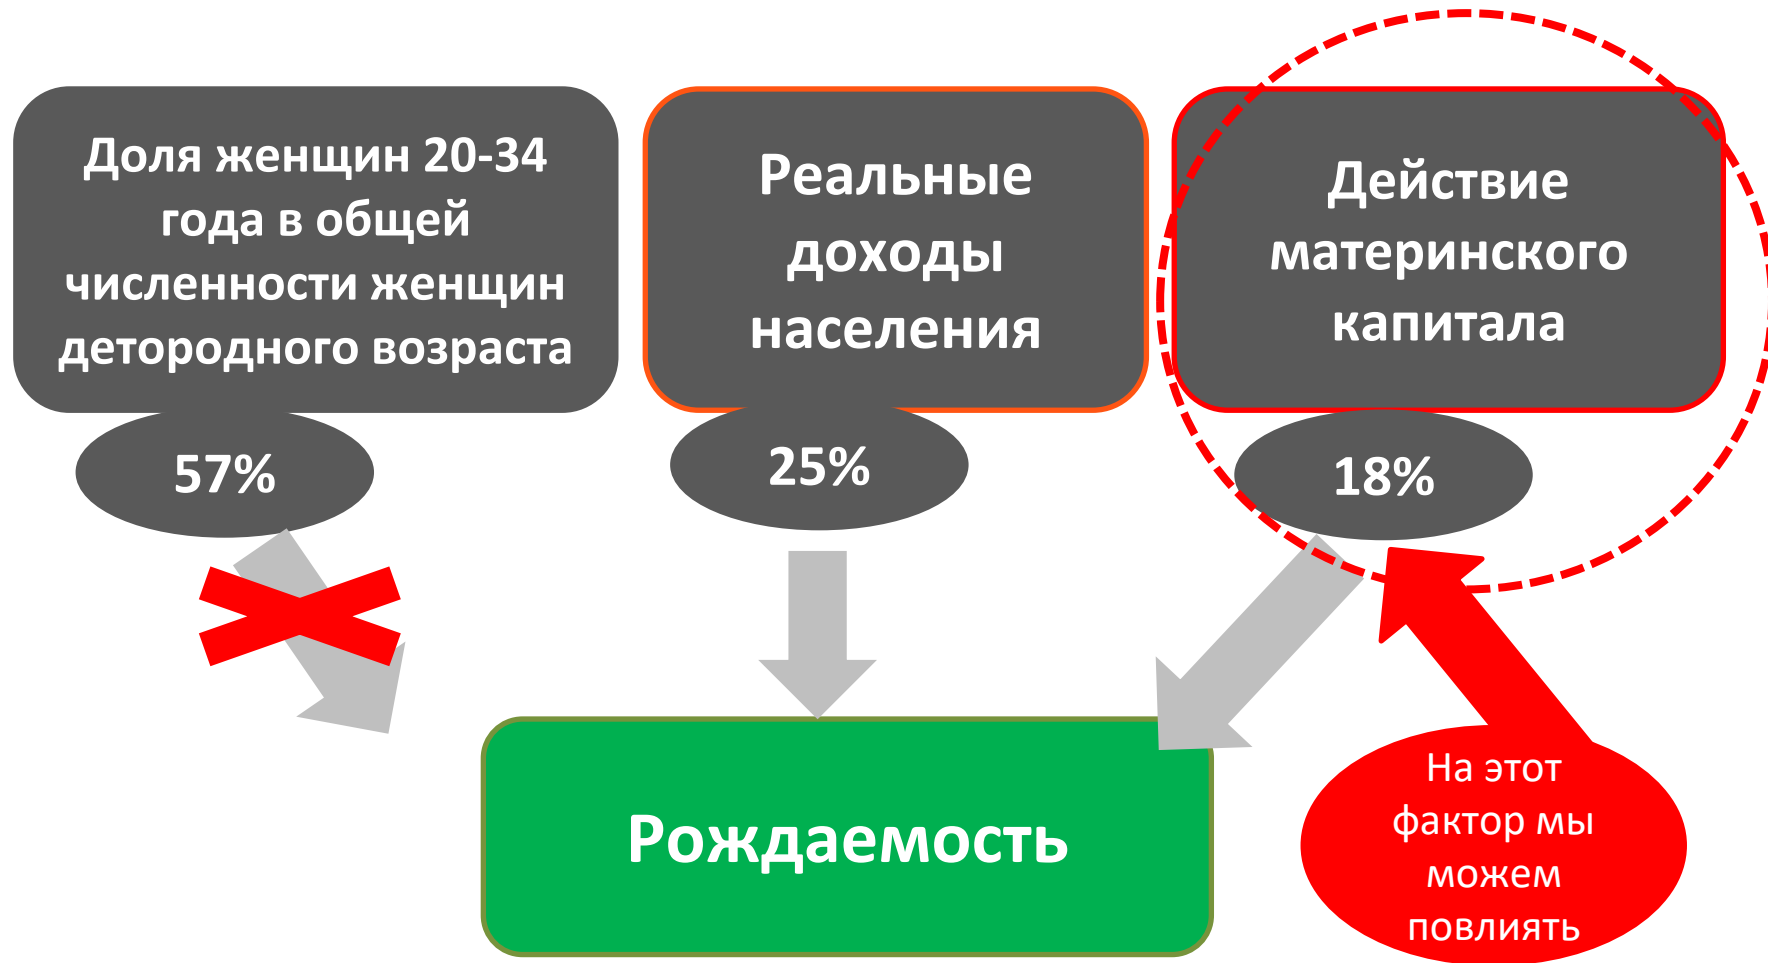 Доля женщин 20-34
года в общей
численности женщин
детородного возраста
57%
Реальные
доходы
населения
25%
Действие
материнского
капитала
18%
Рождаемость
На этот
фактор мы
можем
повлиять